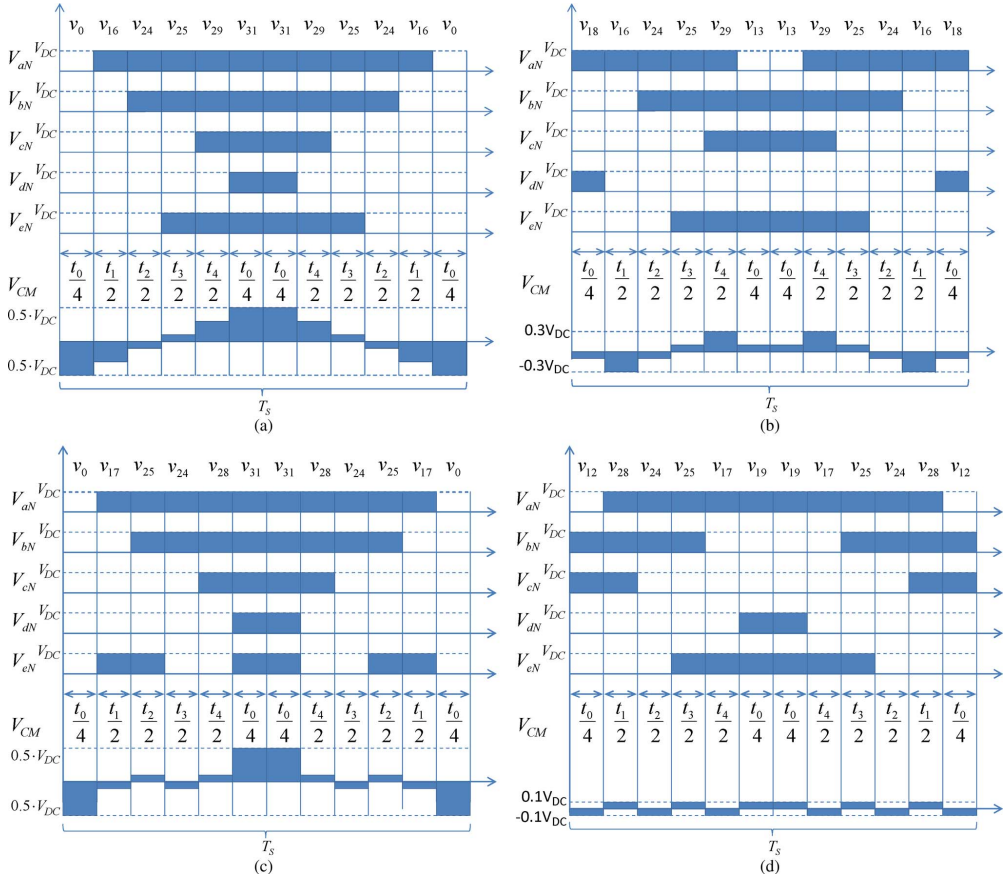 v0 v16 v24 v25 v29 v31 v31 v29 v25 v24 v16 v0
VaN VDC
VbN VDC
VcN VDC
VdN VDC
VeN VDC
t0/4 t1/2 t2/2 t3/2 t4/2 t0/4 t0/4 t4/2 t3/2 t2/2 t1/2 t0/4
VCM
0.5·VDC
0.5·VDC
Ts
(a)
v18 v16 v24 v25 v29 v13 v13 v29 v25 v24 v16 v18
VaN VDC
VbN VDC
VcN VDC
VdN VDC
VeN VDC
t0/4 t1/2 t2/2 t3/2 t4/2 t0/4 t0/4 t4/2 t3/2 t2/2 t1/2 t0/4
VCM
0.3VDC
-0.3VDC
Ts
(b)
v0 v17 v25 v24 v28 v31 v31 v28 v24 v25 v17 v0
VaN VDC
VbN VDC
VcN VDC
VdN VDC
VeN VDC
t0/4 t1/2 t2/2 t3/2 t4/2 t0/4 t0/4 t4/2 t3/2 t2/2 t1/2 t0/4
VCM
0.5·VDC
0.5·VDC
Ts
(c)
v12 v28 v24 v25 v17 v19 v19 v17 v25 v24 v28 v12
VaN VDC
VbN VDC
VcN VDC
VdN VDC
VeN VDC
t0/4 t1/2 t2/2 t3/2 t4/2 t0/4 t0/4 t4/2 t3/2 t2/2 t1/2 t0/4
VCM
0.1VDC
-0.1VDC
Ts
(d)